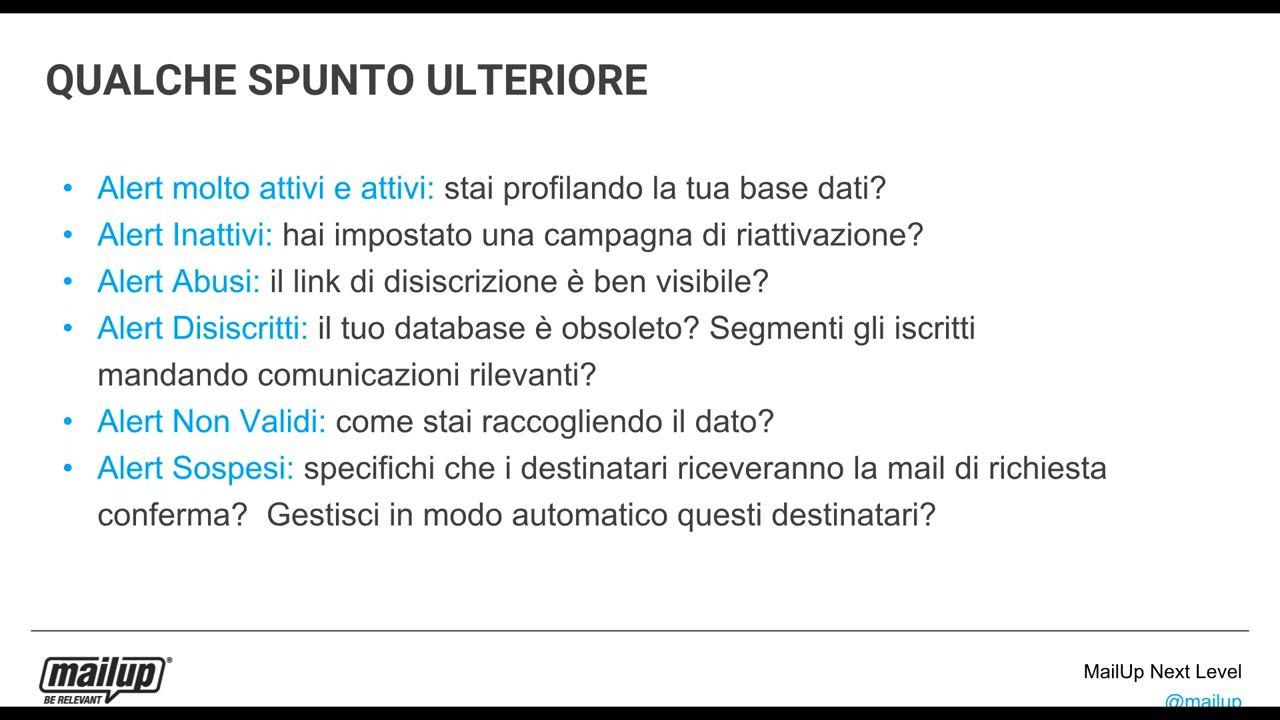 QUALCHE SPUNTO ULTERIORE
• Alert molto attivi e attivi: stai profilando la tua base dati?
• Alert Inattivi: hai impostato una campagna di riattivazione?
• Alert Abusi: il link di disiscrizione è ben visibile?
• Alert Disiscritti: il tuo database è obsoleto? Segmenti gli iscritti
mandando comunicazioni rilevanti?
• Alert Non Validi: come stai raccogliendo il dato?
• Alert Sospesi: specifichi che i destinatari riceveranno la mail di richiesta
conferma?  Gestisci in modo automatico questi destinatari?
mailup®
BE RELEVANT
MailUp Next Level
@mailup